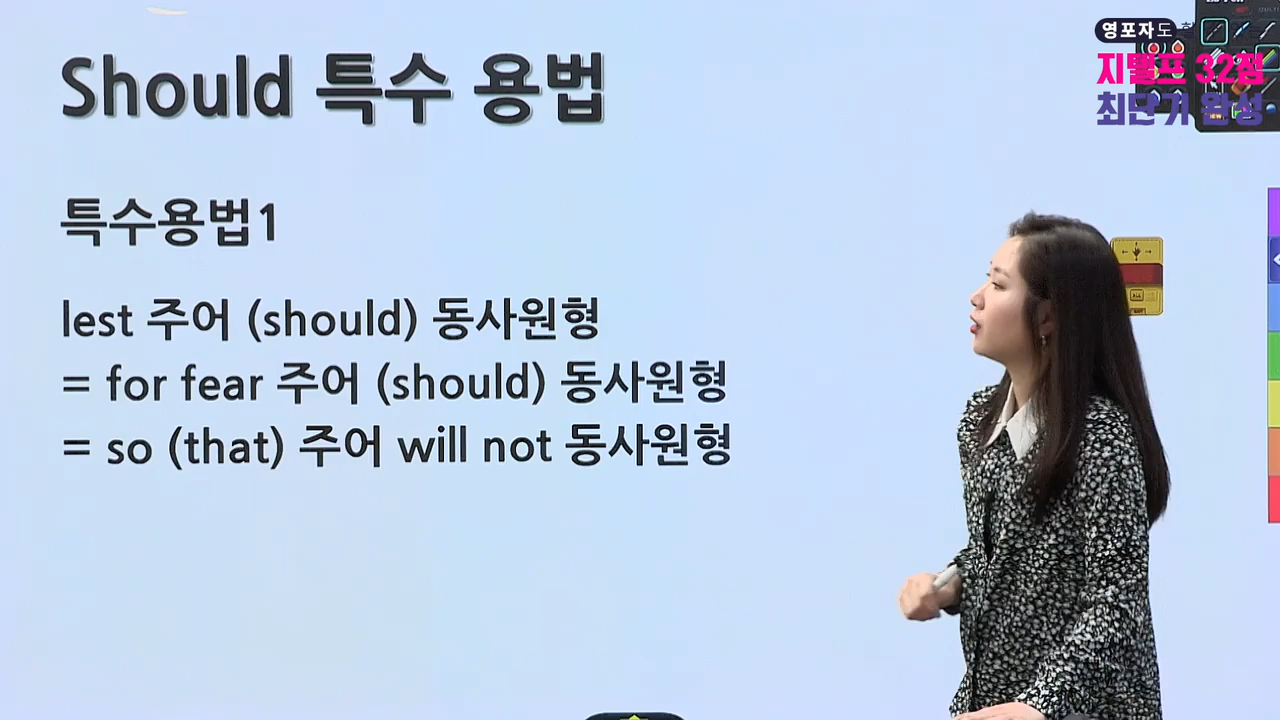 Should 특수 용법
영포자도
지텔프 32점
최단기 완성
특수용법1
lest 주어 (should) 동사원형
= for fear 주어 (should) 동사원형
= so (that) 주어 will not 동사원형